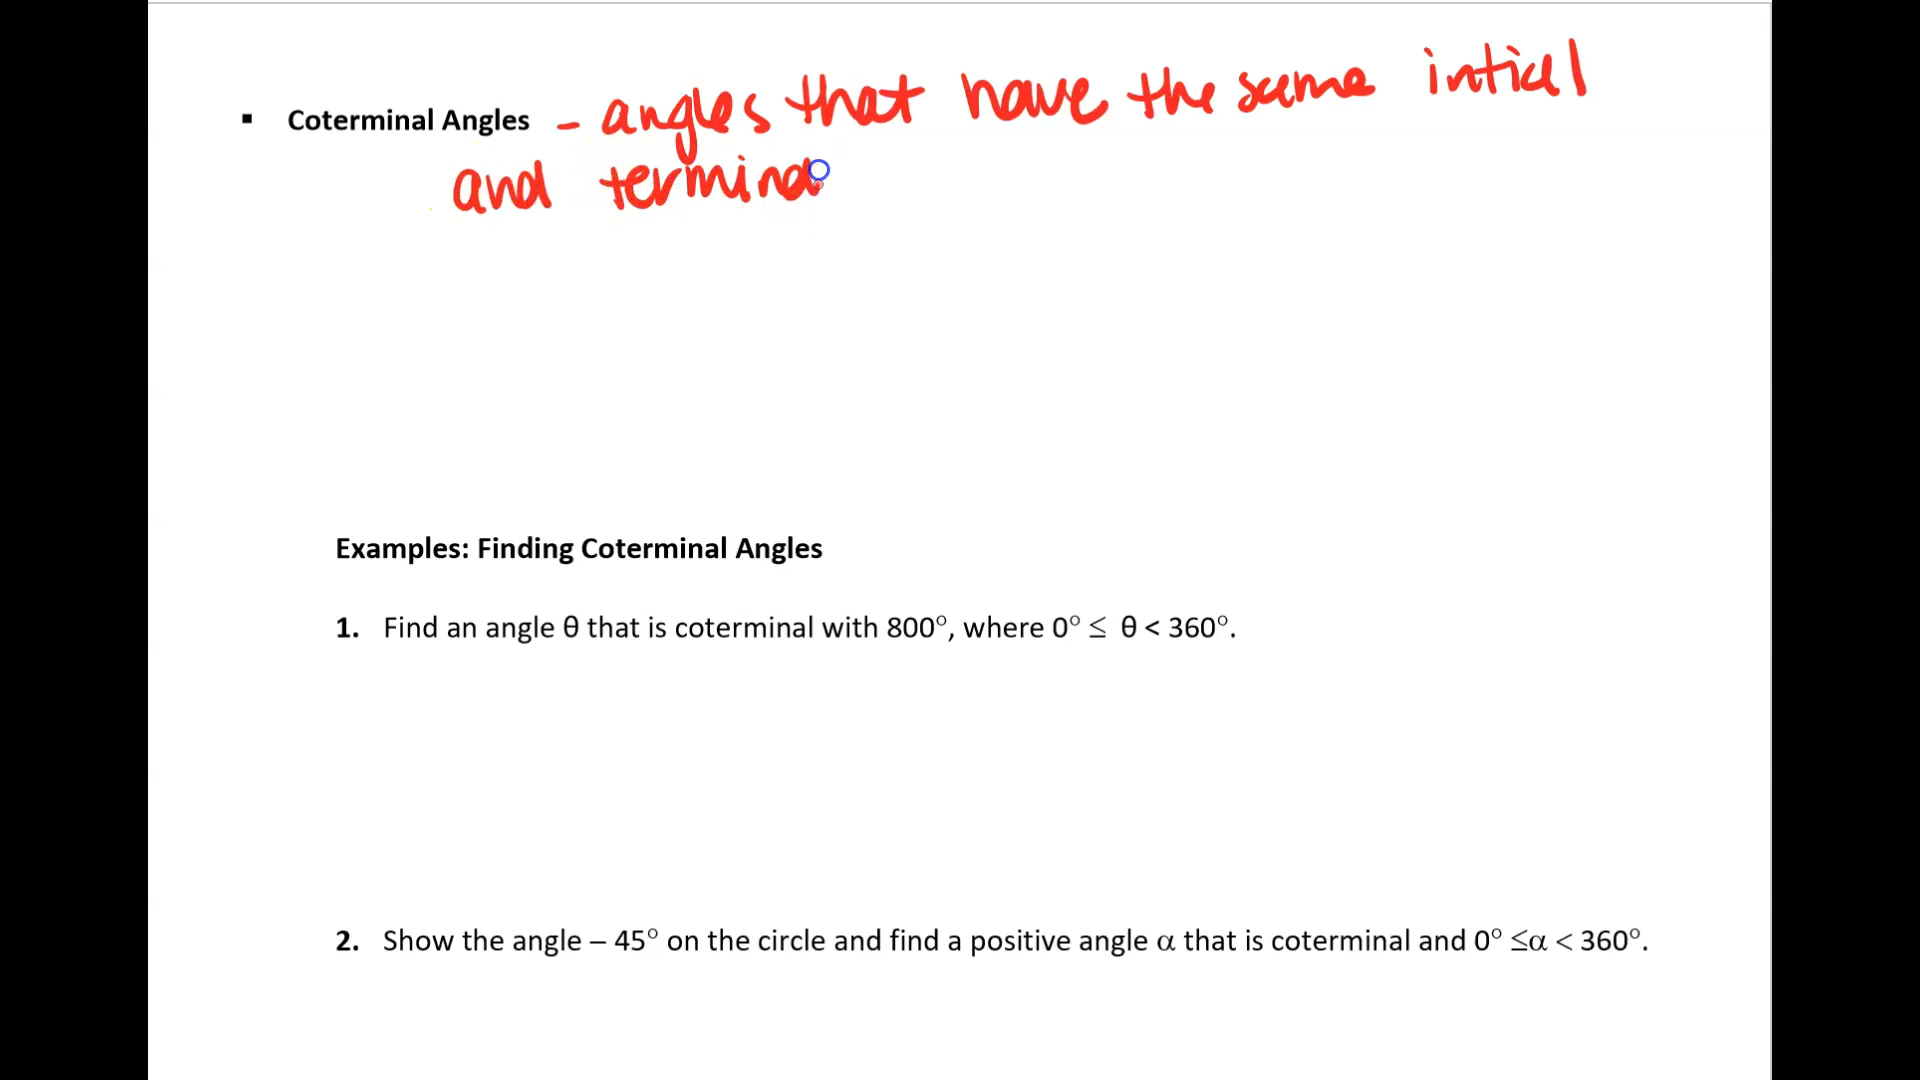 ▪ Coterminal Angles - angles that have the same intial
and termina
Examples: Finding Coterminal Angles
1. Find an angle θ that is coterminal with 800°, where 0° ≤ θ < 360°.
2. Show the angle – 45° on the circle and find a positive angle α that is coterminal and 0° ≤α < 360°.